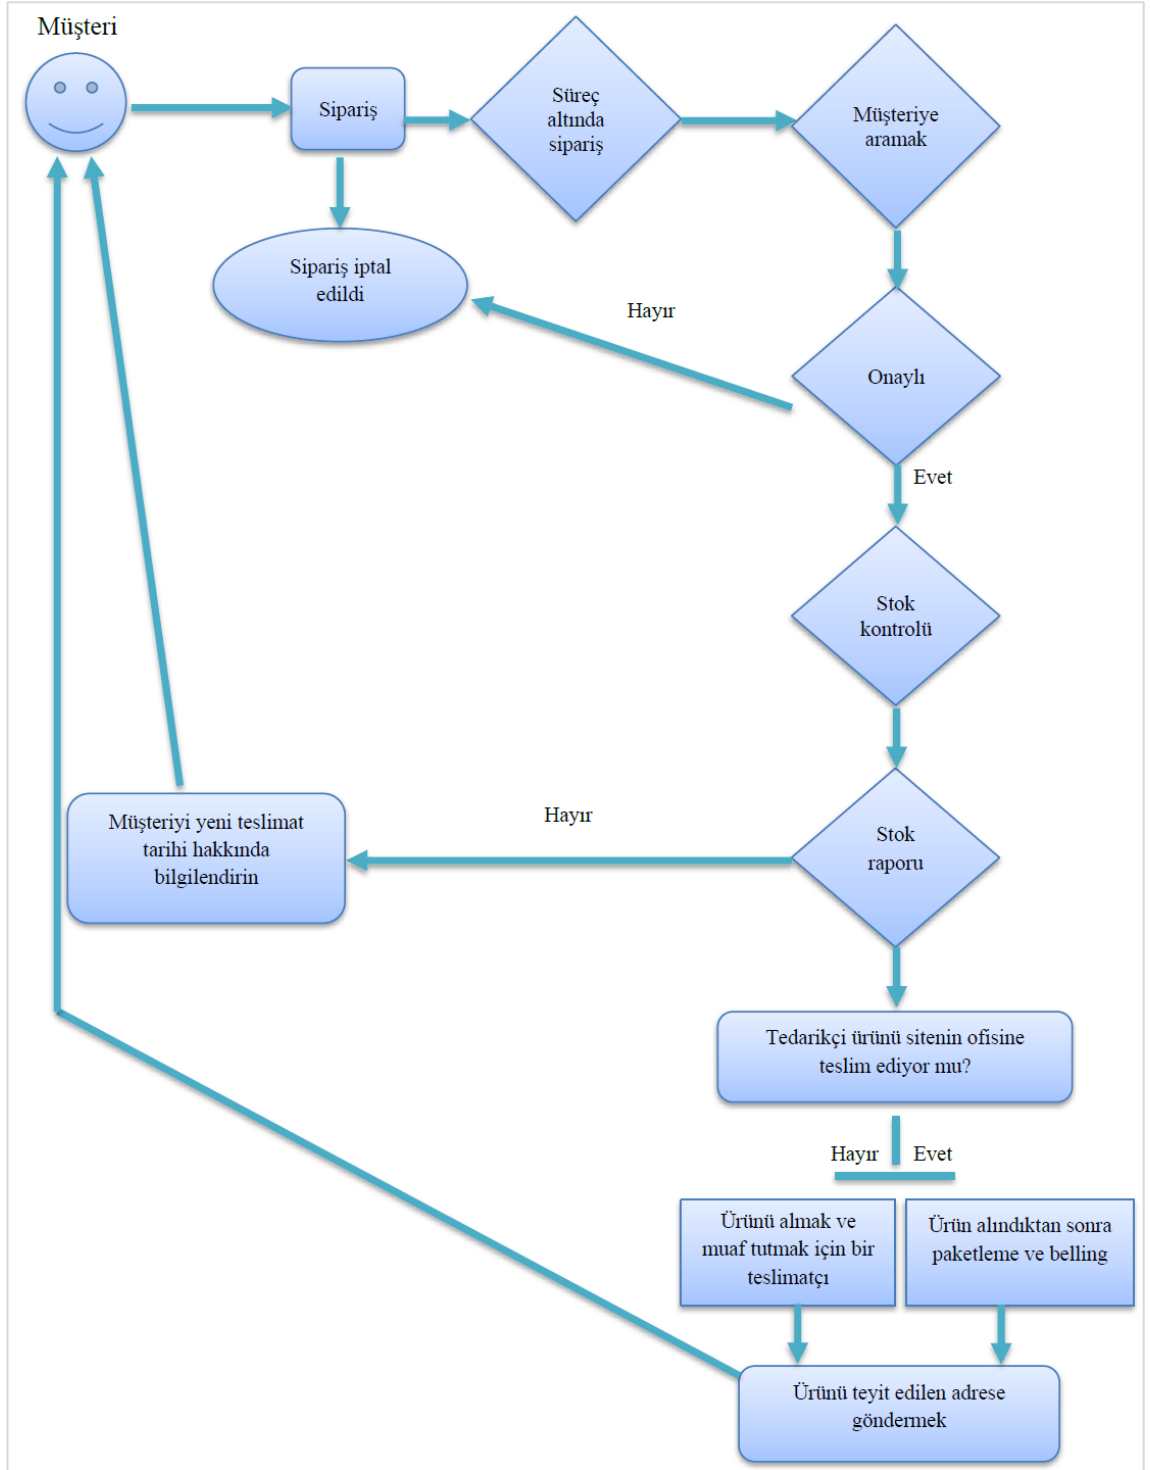 Müşteri
Sipariş
Süreç
altında
sipariş
Müşteriye
aramak
Sipariş iptal
edildi
Hayır
Onaylı
Evet
Stok
kontrolü
Müşteriyi yeni teslimat
tarihi hakkında
bilgilendirin
Hayır
Stok
raporu
Tedarikçi ürünü sitenin ofisine
teslim ediyor mu?
Hayır
Evet
Ürünü almak ve
muaf tutmak için bir
teslimatçı
Ürün alındıktan sonra
paketleme ve belling
Ürünü teyit edilen adrese
göndermek